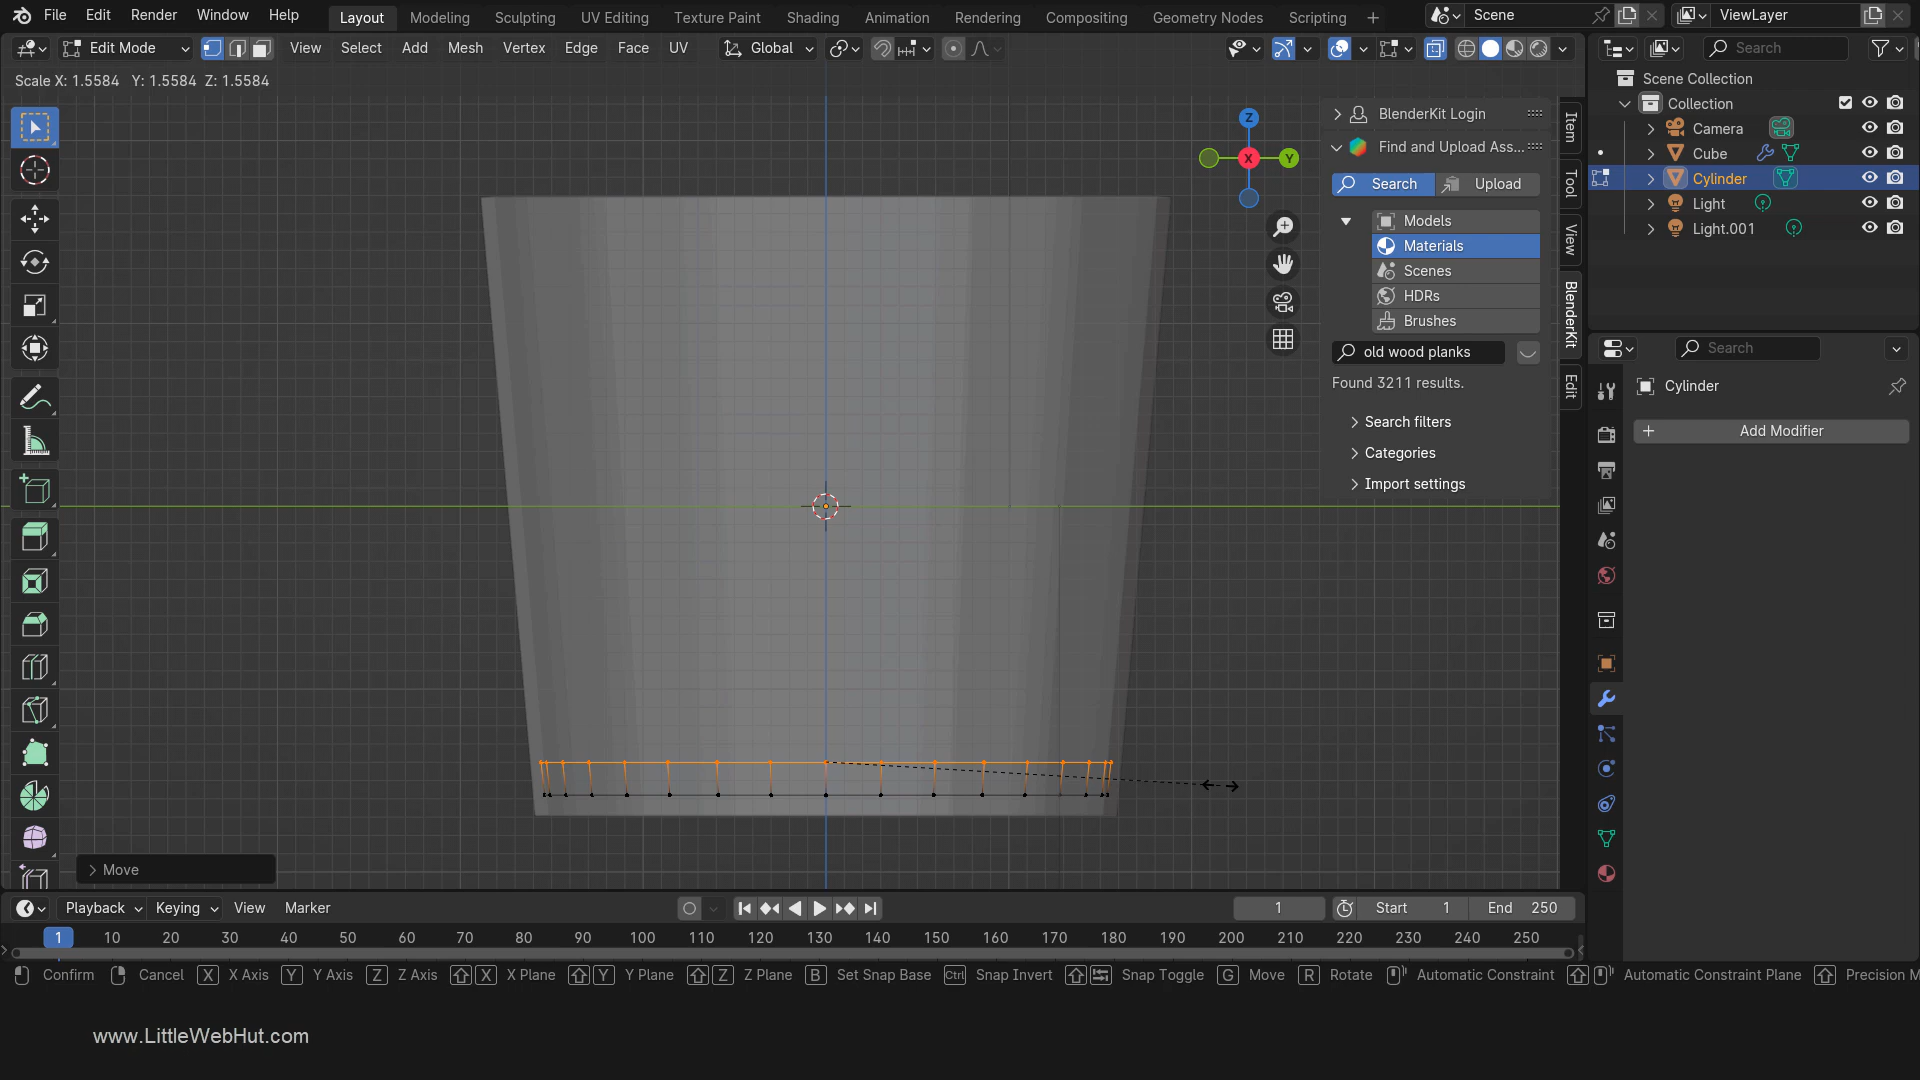 File Edit Render Window Help Layout Modeling Sculpting UV Editing Texture Paint Shading Animation Rendering Compositing Geometry Nodes Scripting + Scene ViewLayer
Edit Mode View Select Add Mesh Vertex Edge Face UV Global Search
Scale X: 1.5584 Y: 1.5584 Z: 1.5584
Scene Collection
Collection
Camera
Cube
Cylinder
Light
Light.001
Z
Y
X
BlenderKit Login
Find and Upload Ass...
Search Upload
Models
Materials
Scenes
HDRs
Brushes
old wood planks
Found 3211 results.
Search filters
Categories
Import settings
Item
Tool
View
BlenderKit
Edit
Search
Cylinder
+ Add Modifier
Move
Playback Keying View Marker 1 Start 1 End 250
1 10 20 30 40 50 60 70 80 90 100 110 120 130 140 150 160 170 180 190 200 210 220 230 240 250
Confirm Cancel X X Axis Y Y Axis Z Z Axis X X Plane Y Y Plane Z Z Plane B Set Snap Base Ctrl Snap Invert Snap Toggle G Move R Rotate Automatic Constraint Automatic Constraint Plane Precision M
www.LittleWebHut.com